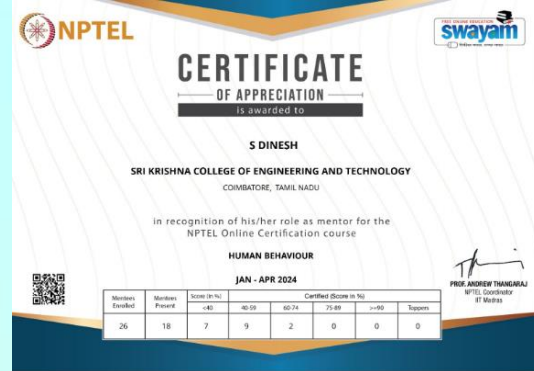 NPTEL
FREE ONLINE EDUCATION
swayam
CERTIFICATE
OF APPRECIATION
is awarded to
S DINESH
SRI KRISHNA COLLEGE OF ENGINEERING AND TECHNOLOGY
COIMBATORE, TAMIL NADU
in recognition of his/her role as mentor for the
NPTEL Online Certification course
HUMAN BEHAVIOUR
JAN - APR 2024
PROF. ANDREW THANGARAJ
NPTEL Coordinator
IIT Madras
Mentees Enrolled Mentees Present Score (in %) Certified (Score in %)
<40 40-59 60-74 75-89 >=90 Toppers
26 18 7 9 2 0 0 0